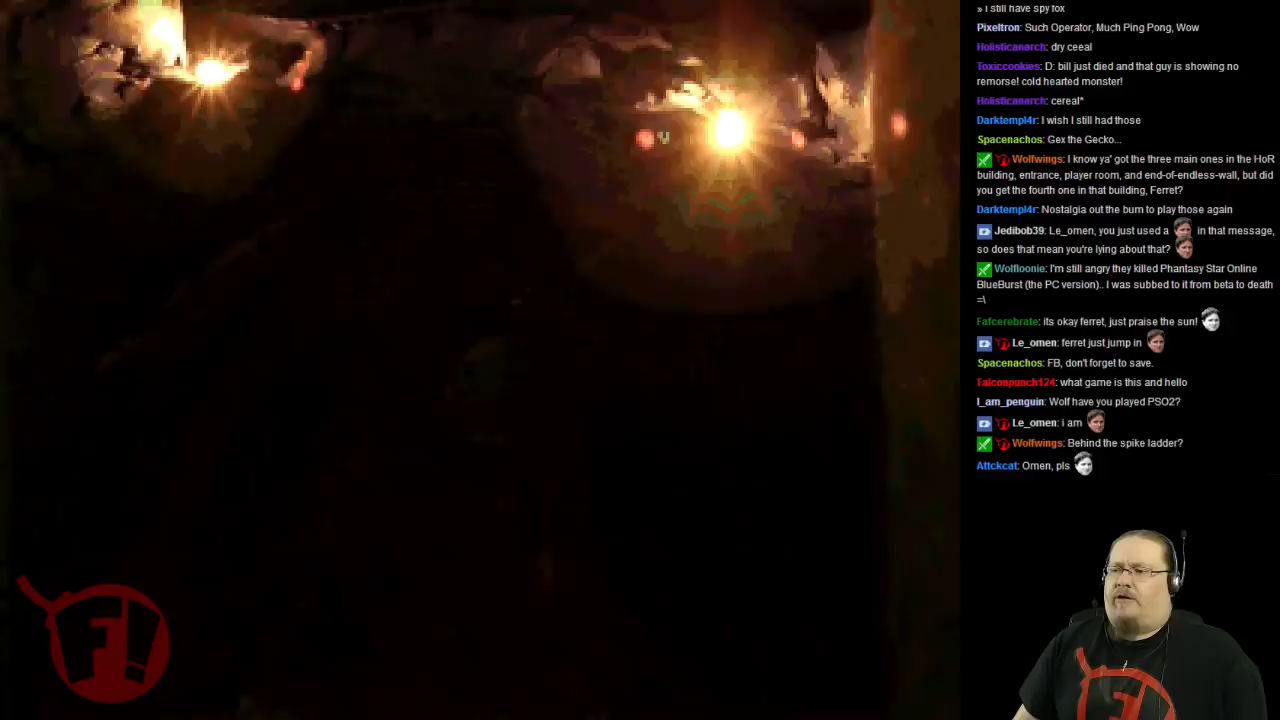 » I still have spy fox
Pixeltron: Such Operator, Much Ping Pong, Wow
Holisticanarch: dry ceeal
Toxiccookies: D: bill just died and that guy is showing no
remorse! cold hearted monster!
Holisticanarch: cereal*
Darktempl4r: I wish I still had those
Spacenachos: Gex the Gecko...
Wolfwings: I know ya' got the three main ones in the HoR
building, entrance, player room, and end-of-endless-wall, but did
you get the fourth one in that building, Ferret?
Darktempl4r: Nostalgia out the bum to play those again
Jedibob39: Le_omen, you just used a in that message,
so does that mean you're lying about that?
Wolfloonie: I'm still angry they killed Phantasy Star Online
BlueBurst (the PC version).. I was subbed to it from beta to death
=\
Fafcerebrate: its okay ferret, just praise the sun!
Le_omen: ferret just jump in
Spacenachos: FB, don't forget to save.
Falconpunch124: what game is this and hello
I_am_penguin: Wolf have you played PSO2?
Le_omen: i am
Wolfwings: Behind the spike ladder?
Attckcat: Omen, pls
F!